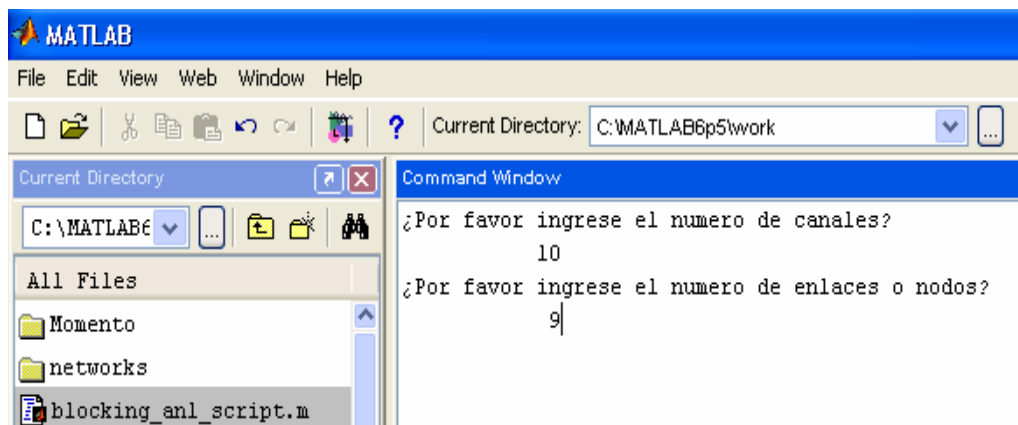 MATLAB
File Edit View Web Window Help
? Current Directory: C:\MATLAB6p5\work ...
Current Directory
C:\MATLAB6 ...
All Files
Momento
networks
blocking_anl_script.m
Command Window
¿Por favor ingrese el numero de canales?
10
¿Por favor ingrese el numero de enlaces o nodos?
9